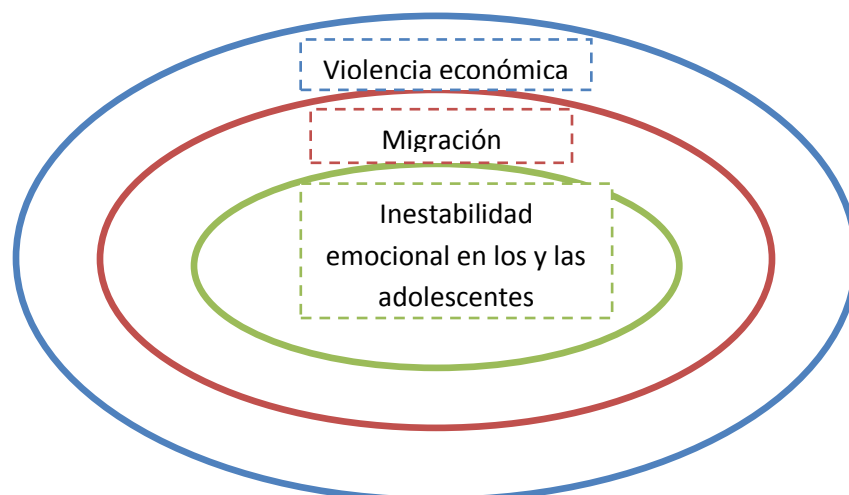 Violencia económica
Migración
Inestabilidad
emocional en los y las
adolescentes